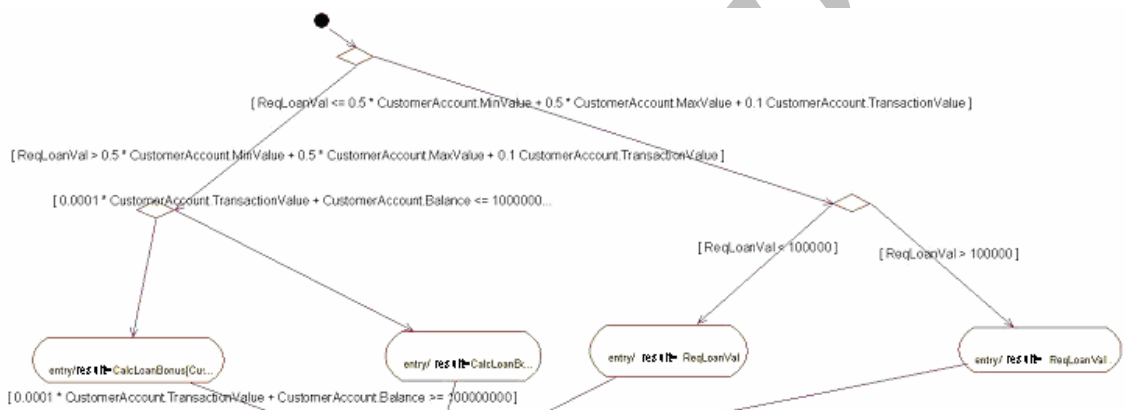 [ ReqLoanVal <= 0.5 * CustomerAccount.MinValue + 0.5 * CustomerAccount.MaxValue + 0.1 CustomerAccount.TransactionValue ]
[ ReqLoanVal > 0.5 * CustomerAccount.MinValue + 0.5 * CustomerAccount.MaxValue + 0.1 CustomerAccount.TransactionValue ]
[ 0.0001 * CustomerAccount.TransactionValue + CustomerAccount.Balance <= 1000000...
[ ReqLoanVal < 100000 ]
[ ReqLoanVal > 100000 ]
entry/ result= CalcLoanBonus[Cus...
entry/ result= CalcLoanBo...
entry/ result= ReqLoanVal
entry/ result= ReqLoanVal...
[ 0.0001 * CustomerAccount.TransactionValue + CustomerAccount.Balance >= 100000000 ]